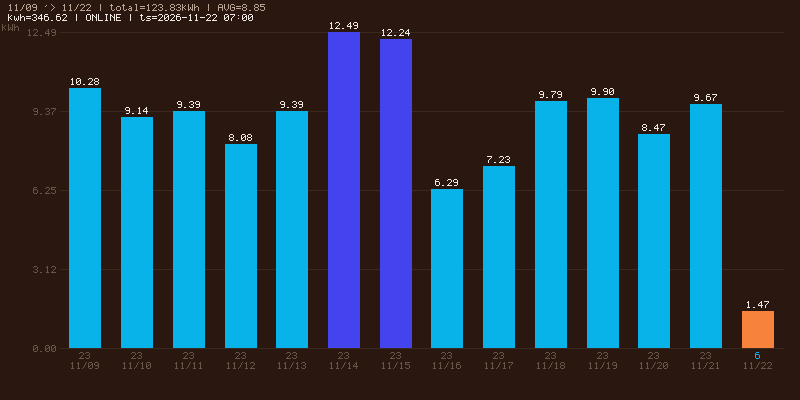 11/09 -> 11/22 | total=123.83kWh | AVG=8.85
Kwh=346.62 | ONLINE | ts=2026-11-22 07:00
kWh
12.49
9.37
6.25
3.12
0.00
10.28 9.14 9.39 8.08 9.39 12.49 12.24 6.29 7.23 9.79 9.90 8.47 9.67 1.47
23 23 23 23 23 23 23 23 23 23 23 23 23 6
11/09 11/10 11/11 11/12 11/13 11/14 11/15 11/16 11/17 11/18 11/19 11/20 11/21 11/22